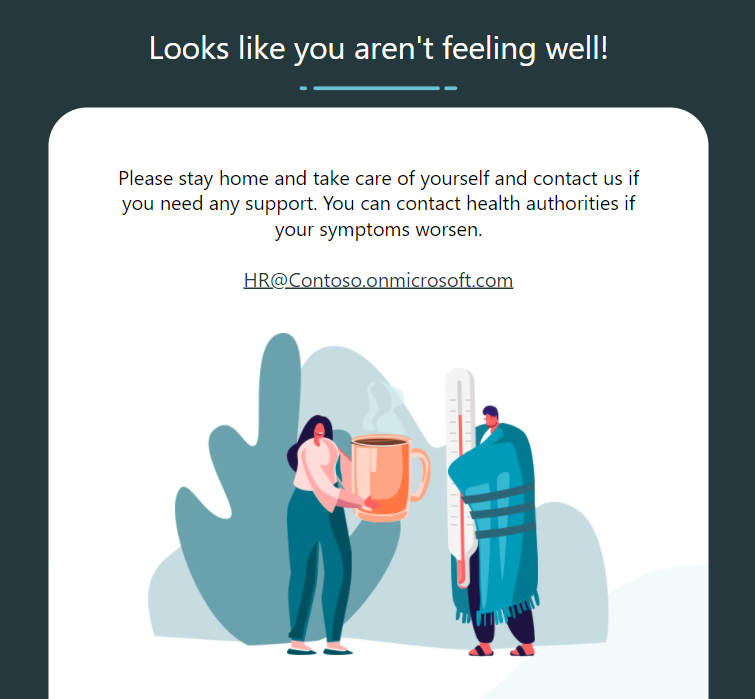 Looks like you aren't feeling well!
Please stay home and take care of yourself and contact us if
you need any support. You can contact health authorities if
your symptoms worsen.
HR@Contoso.onmicrosoft.com